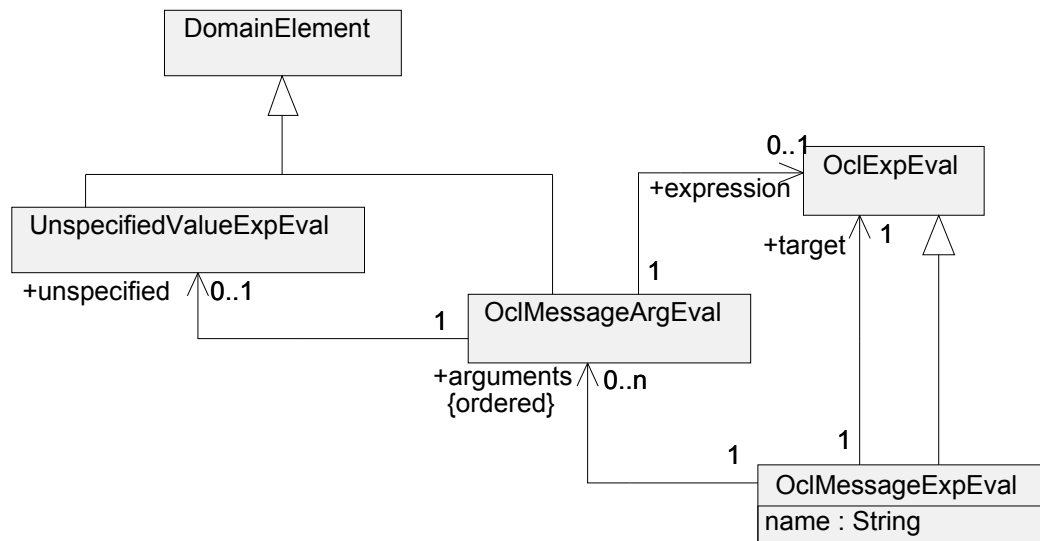 DomainElement
0..1
OclExpEval
+expression
UnspecifiedValueExpEval
+target
1
+unspecified
0..1
1
1
OclMessageArgEval
+arguments
{ordered}
0..n
1
1
OclMessageExpEval
name : String